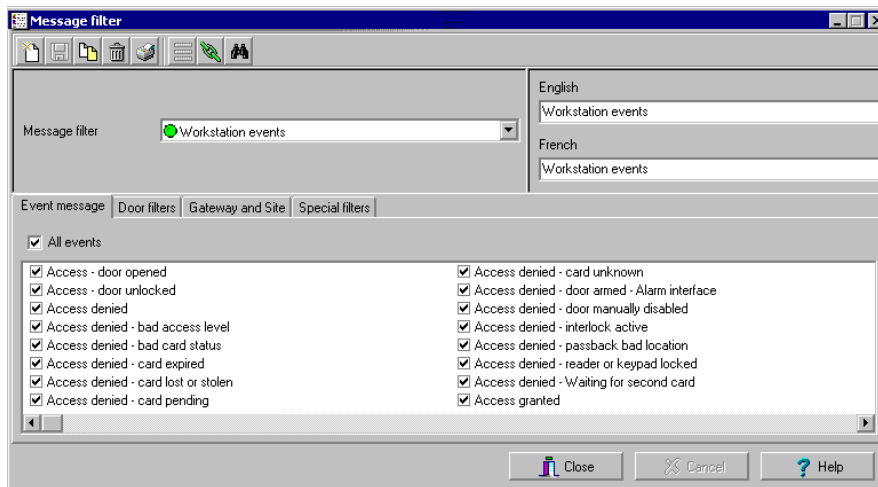 Message filter
English
Workstation events
Message filter
Workstation events
French
Workstation events
Event message
Door filters
Gateway and Site
Special filters
All events
Access - door opened
Access - door unlocked
Access denied
Access denied - bad access level
Access denied - bad card status
Access denied - card expired
Access denied - card lost or stolen
Access denied - card pending
Access denied - card unknown
Access denied - door armed - Alarm interface
Access denied - door manually disabled
Access denied - interlock active
Access denied - passback bad location
Access denied - reader or keypad locked
Access denied - Waiting for second card
Access granted
Close
Cancel
Help